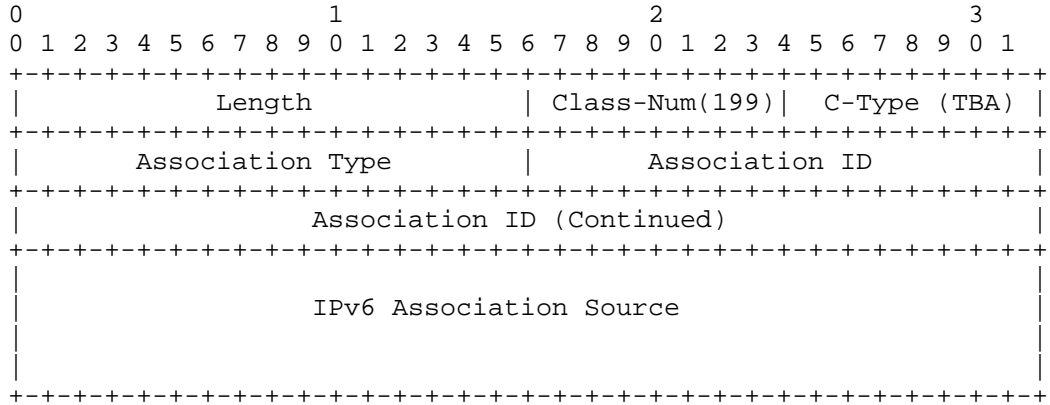 0                   1                   2                   3
0 1 2 3 4 5 6 7 8 9 0 1 2 3 4 5 6 7 8 9 0 1 2 3 4 5 6 7 8 9 0 1
+-+-+-+-+-+-+-+-+-+-+-+-+-+-+-+-+-+-+-+-+-+-+-+-+-+-+-+-+-+-+-+-+
|            Length             | Class-Num(199)|  C-Type (TBA) |
+-+-+-+-+-+-+-+-+-+-+-+-+-+-+-+-+-+-+-+-+-+-+-+-+-+-+-+-+-+-+-+-+
|       Association Type        |       Association ID          |
+-+-+-+-+-+-+-+-+-+-+-+-+-+-+-+-+-+-+-+-+-+-+-+-+-+-+-+-+-+-+-+-+
|                  Association ID (Continued)                   |
+-+-+-+-+-+-+-+-+-+-+-+-+-+-+-+-+-+-+-+-+-+-+-+-+-+-+-+-+-+-+-+-+
|                                                               |
|                  IPv6 Association Source                      |
|                                                               |
|                                                               |
+-+-+-+-+-+-+-+-+-+-+-+-+-+-+-+-+-+-+-+-+-+-+-+-+-+-+-+-+-+-+-+-+